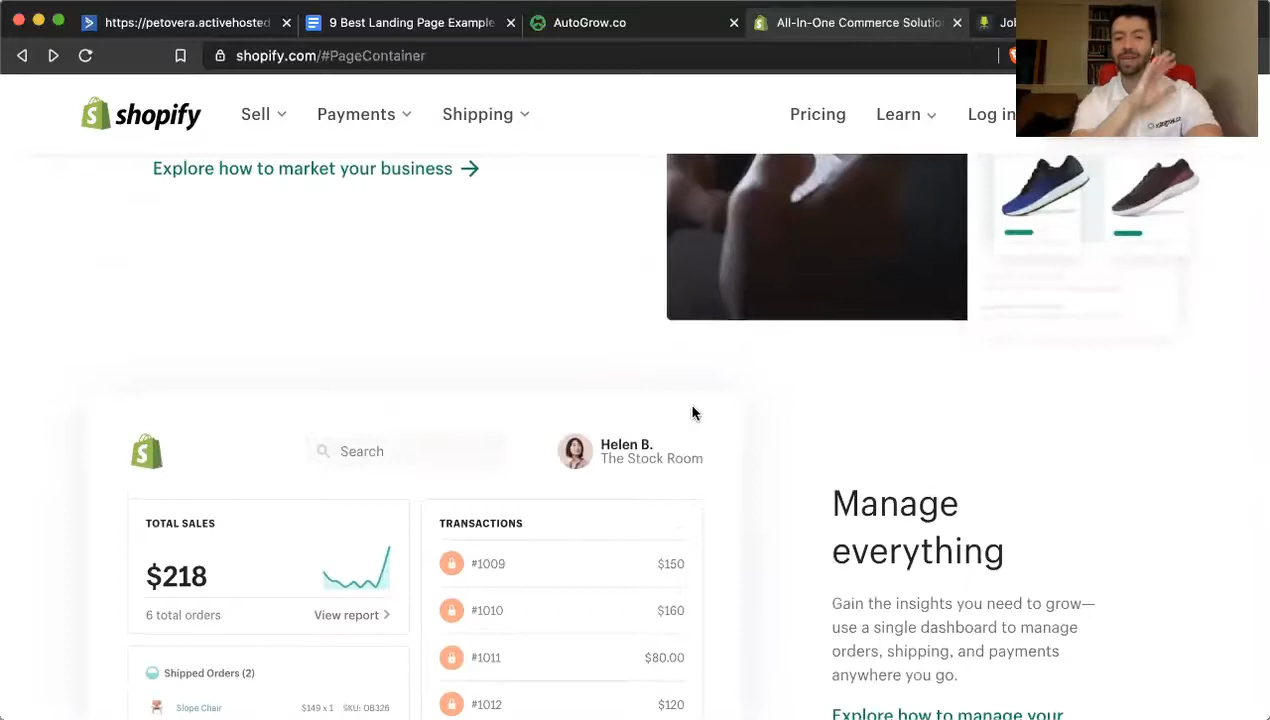 https://petovera.activehosted
9 Best Landing Page Example
AutoGrow.co
All-In-One Commerce Solutio
shopify.com/#PageContainer
shopify
Sell
Payments
Shipping
Pricing
Learn
Log in
Explore how to market your business
Search
Helen B.
The Stock Room
TOTAL SALES
$218
6 total orders
View report
Shipped Orders (2)
Slope Chair
$149 x 1 SKU: OB326
TRANSACTIONS
#1009 $150
#1010 $160
#1011 $80.00
#1012 $120
Manage
everything
Gain the insights you need to grow—
use a single dashboard to manage
orders, shipping, and payments
anywhere you go.
Explore how to manage your